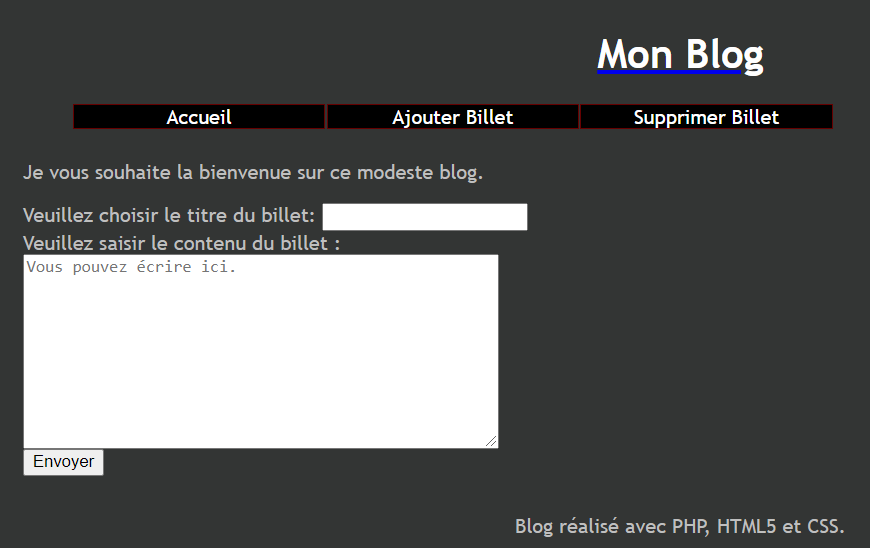 Mon Blog
Accueil Ajouter Billet Supprimer Billet
Je vous souhaite la bienvenue sur ce modeste blog.
Veuillez choisir le titre du billet:
Veuillez saisir le contenu du billet :
Vous pouvez écrire ici.
Envoyer
Blog réalisé avec PHP, HTML5 et CSS.